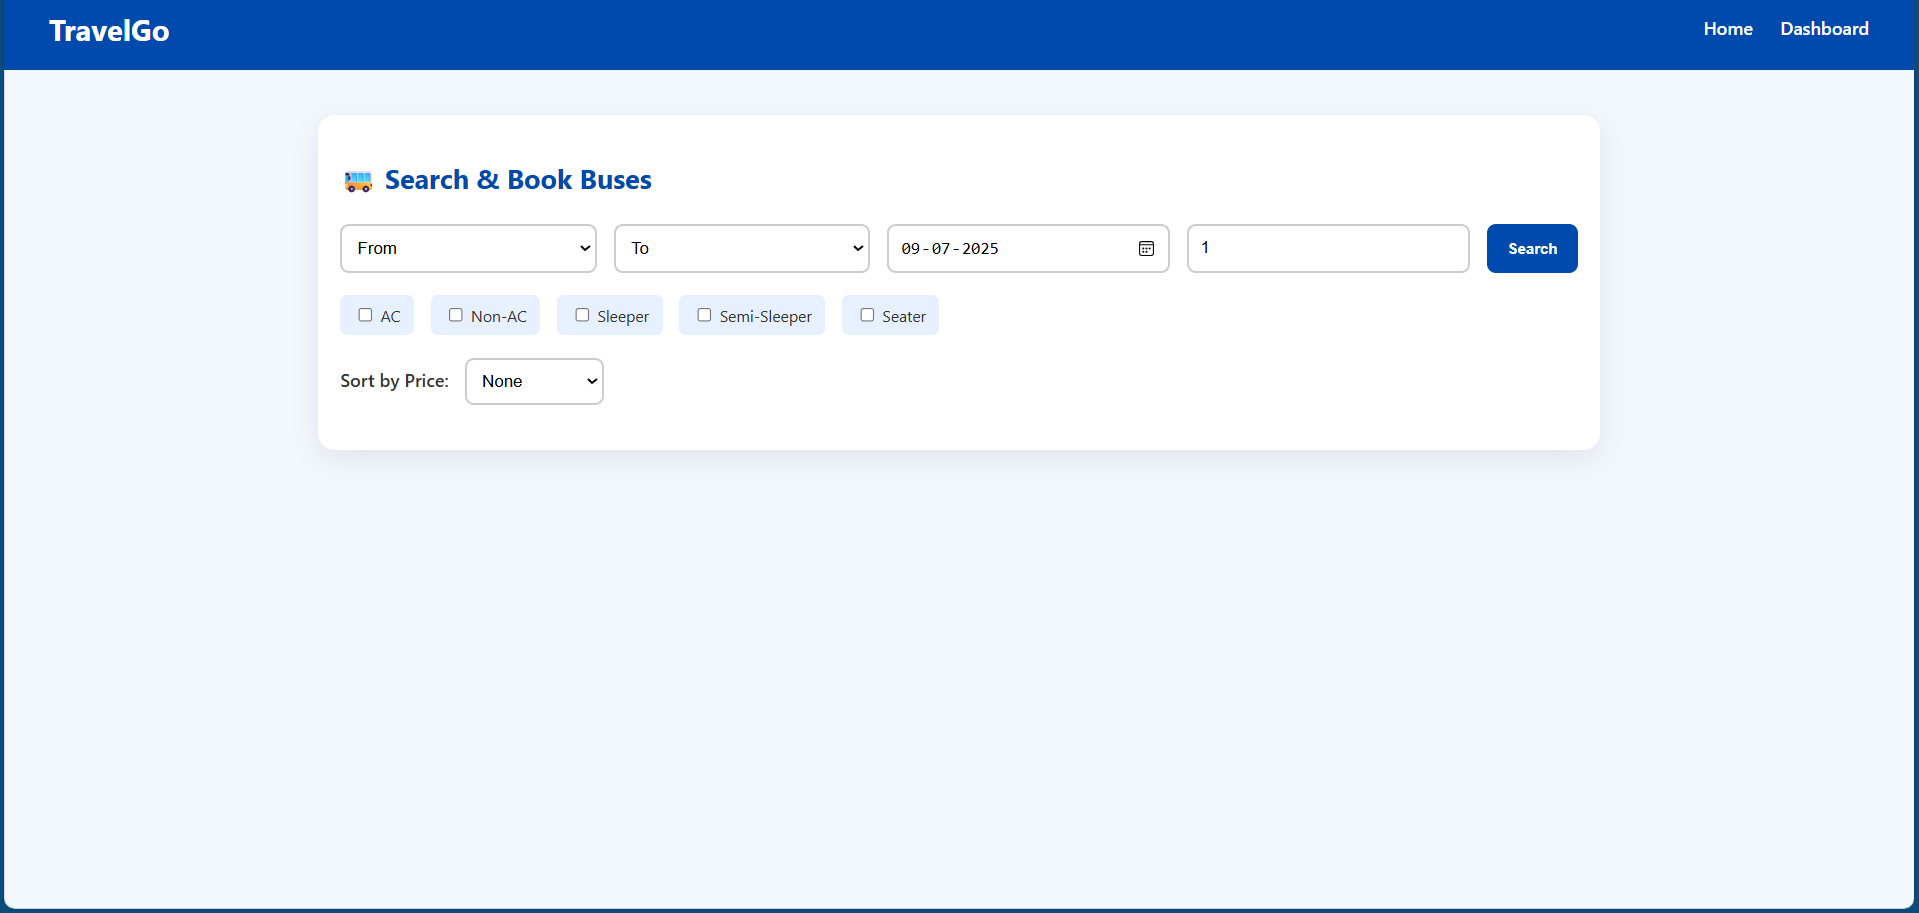 TravelGo Home Dashboard
Search & Book Buses
From To 09-07-2025 1 Search
AC Non-AC Sleeper Semi-Sleeper Seater
Sort by Price: None